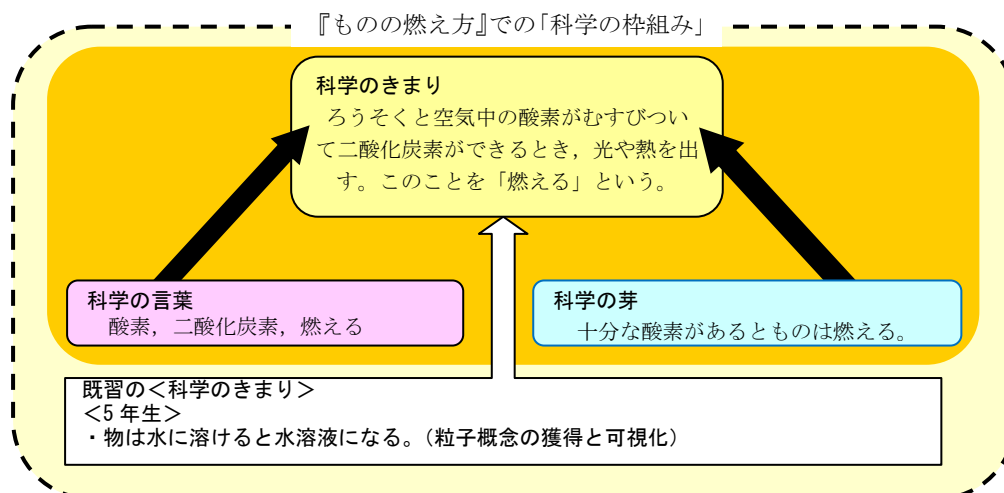 『ものの燃え方』での「科学の枠組み」
科学のきまり
ろうそくと空気中の酸素がむすびつい
て二酸化炭素ができるとき，光や熱を出
す。このことを「燃える」という。
科学の言葉
酸素，二酸化炭素，燃える
科学の芽
十分な酸素があるとものは燃える。
既習の＜科学のきまり＞
＜5 年生＞
・物は水に溶けると水溶液になる。（粒子概念の獲得と可視化）